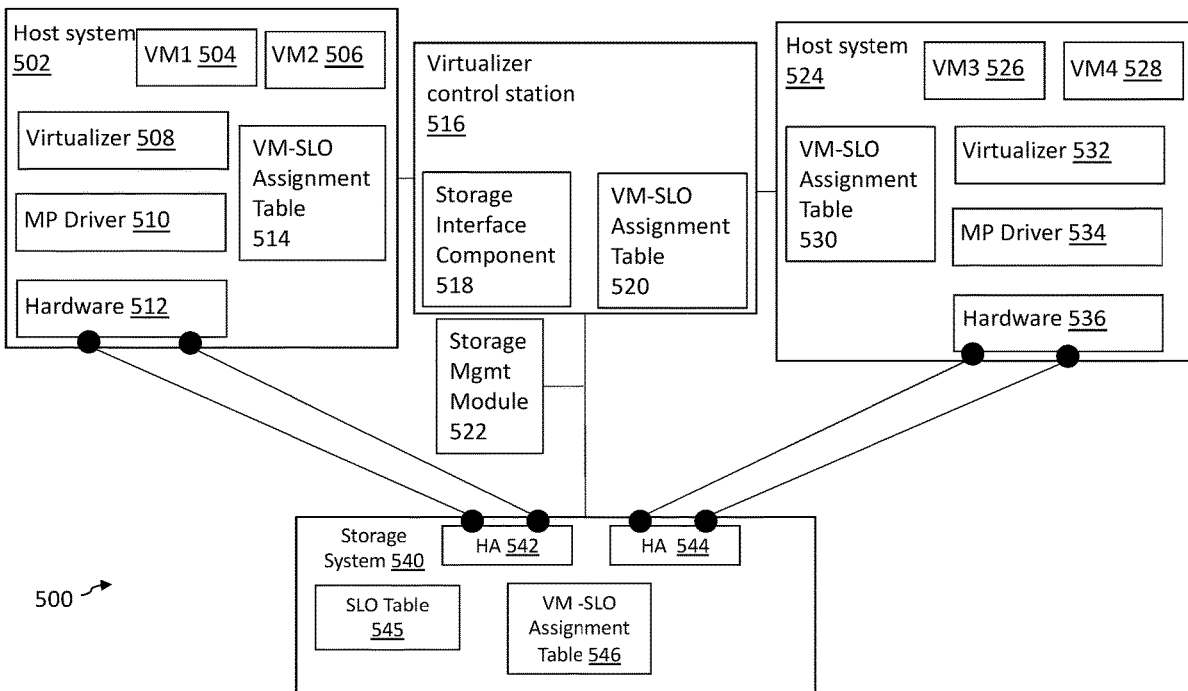 Host system
502
VM1 504
VM2 506
Virtualizer 508
MP Driver 510
Hardware 512
VM-SLO
Assignment
Table
514
Virtualizer
control station
516
Storage
Interface
Component
518
VM-SLO
Assignment
Table
520
Storage
Mgmt
Module
522
Host system
524
VM3 526
VM4 528
VM-SLO
Assignment
Table
530
Virtualizer 532
MP Driver 534
Hardware 536
Storage
System 540
HA 542
HA 544
SLO Table
545
VM -SLO
Assignment
Table 546
500